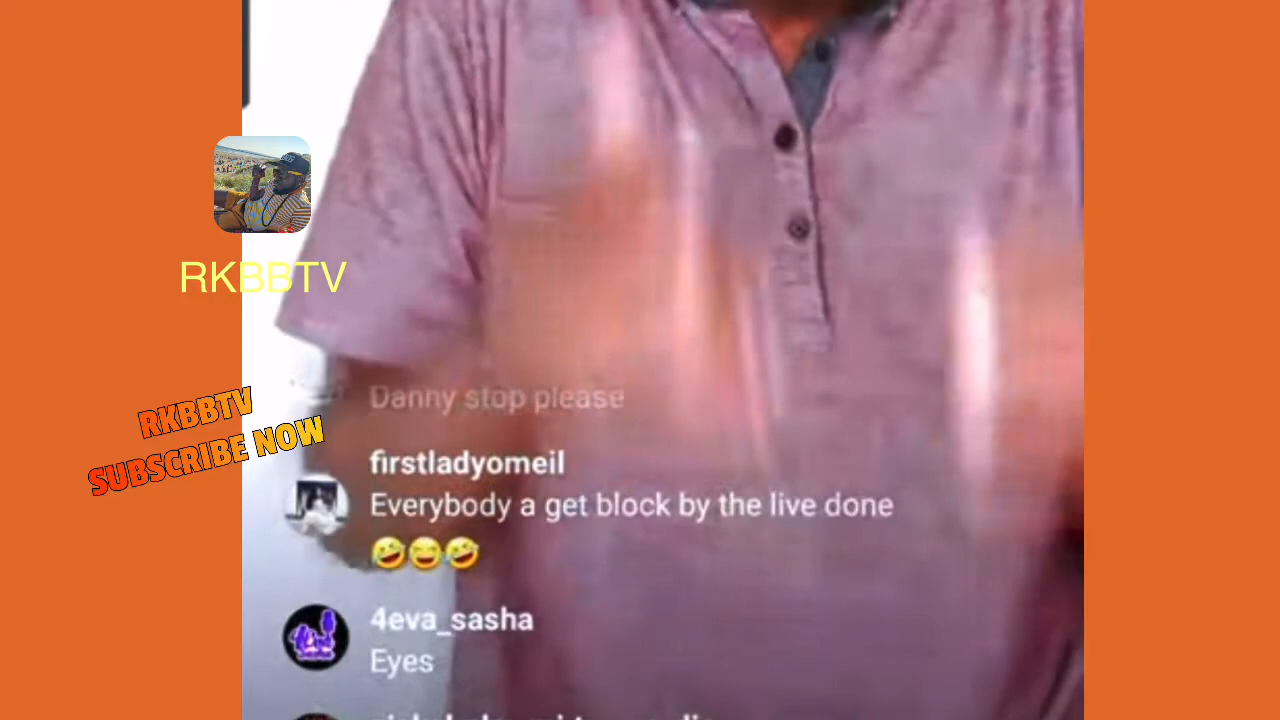 RKBBTV
RKBBTV
SUBSCRIBE NOW
Danny stop please
firstladyomeil
Everybody a get block by the live done
🤣😅🤣
4eva_sasha
Eyes